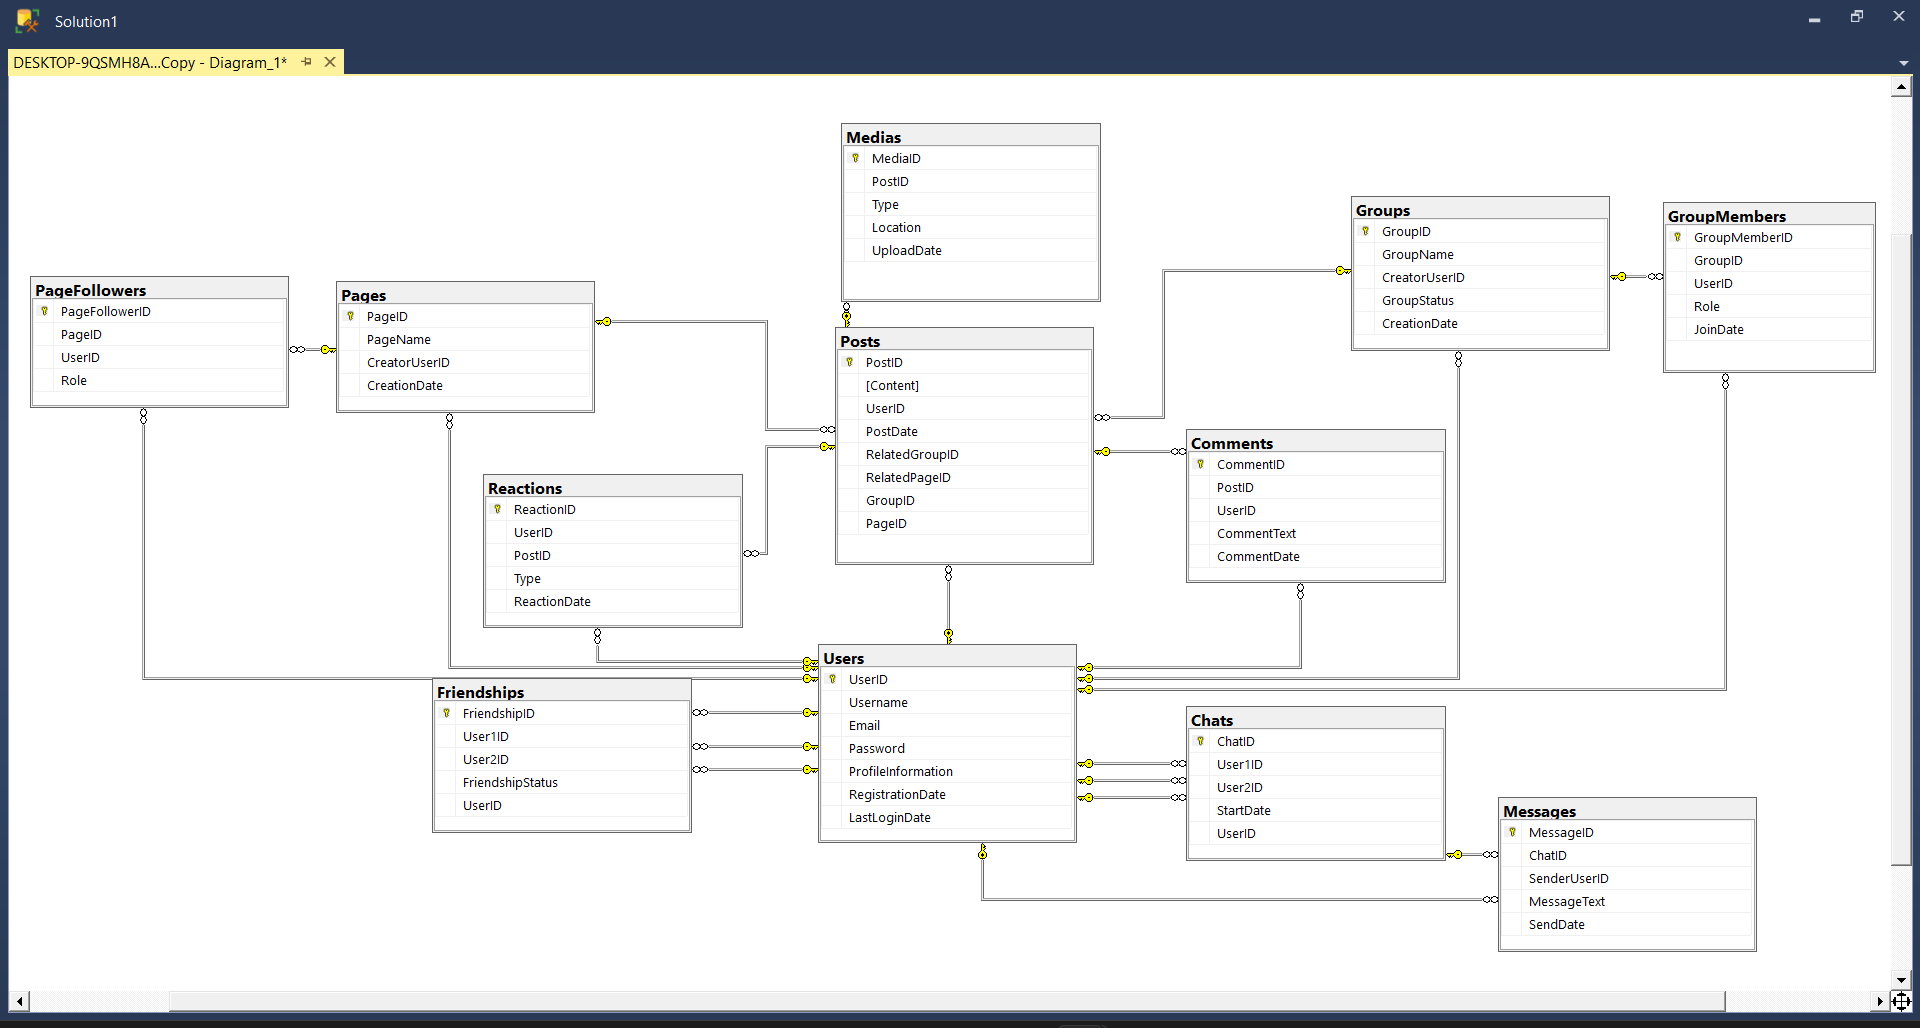 Solution1
DESKTOP-9QSMH8A...Copy - Diagram_1*
Medias
MediaID
PostID
Type
Location
UploadDate
Groups
GroupID
GroupName
CreatorUserID
GroupStatus
CreationDate
GroupMembers
GroupMemberID
GroupID
UserID
Role
JoinDate
PageFollowers
PageFollowerID
PageID
UserID
Role
Pages
PageID
PageName
CreatorUserID
CreationDate
Posts
PostID
[Content]
UserID
PostDate
RelatedGroupID
RelatedPageID
GroupID
PageID
Comments
CommentID
PostID
UserID
CommentText
CommentDate
Reactions
ReactionID
UserID
PostID
Type
ReactionDate
Users
UserID
Username
Email
Password
ProfileInformation
RegistrationDate
LastLoginDate
Friendships
FriendshipID
User1ID
User2ID
FriendshipStatus
UserID
Chats
ChatID
User1ID
User2ID
StartDate
UserID
Messages
MessageID
ChatID
SenderUserID
MessageText
SendDate